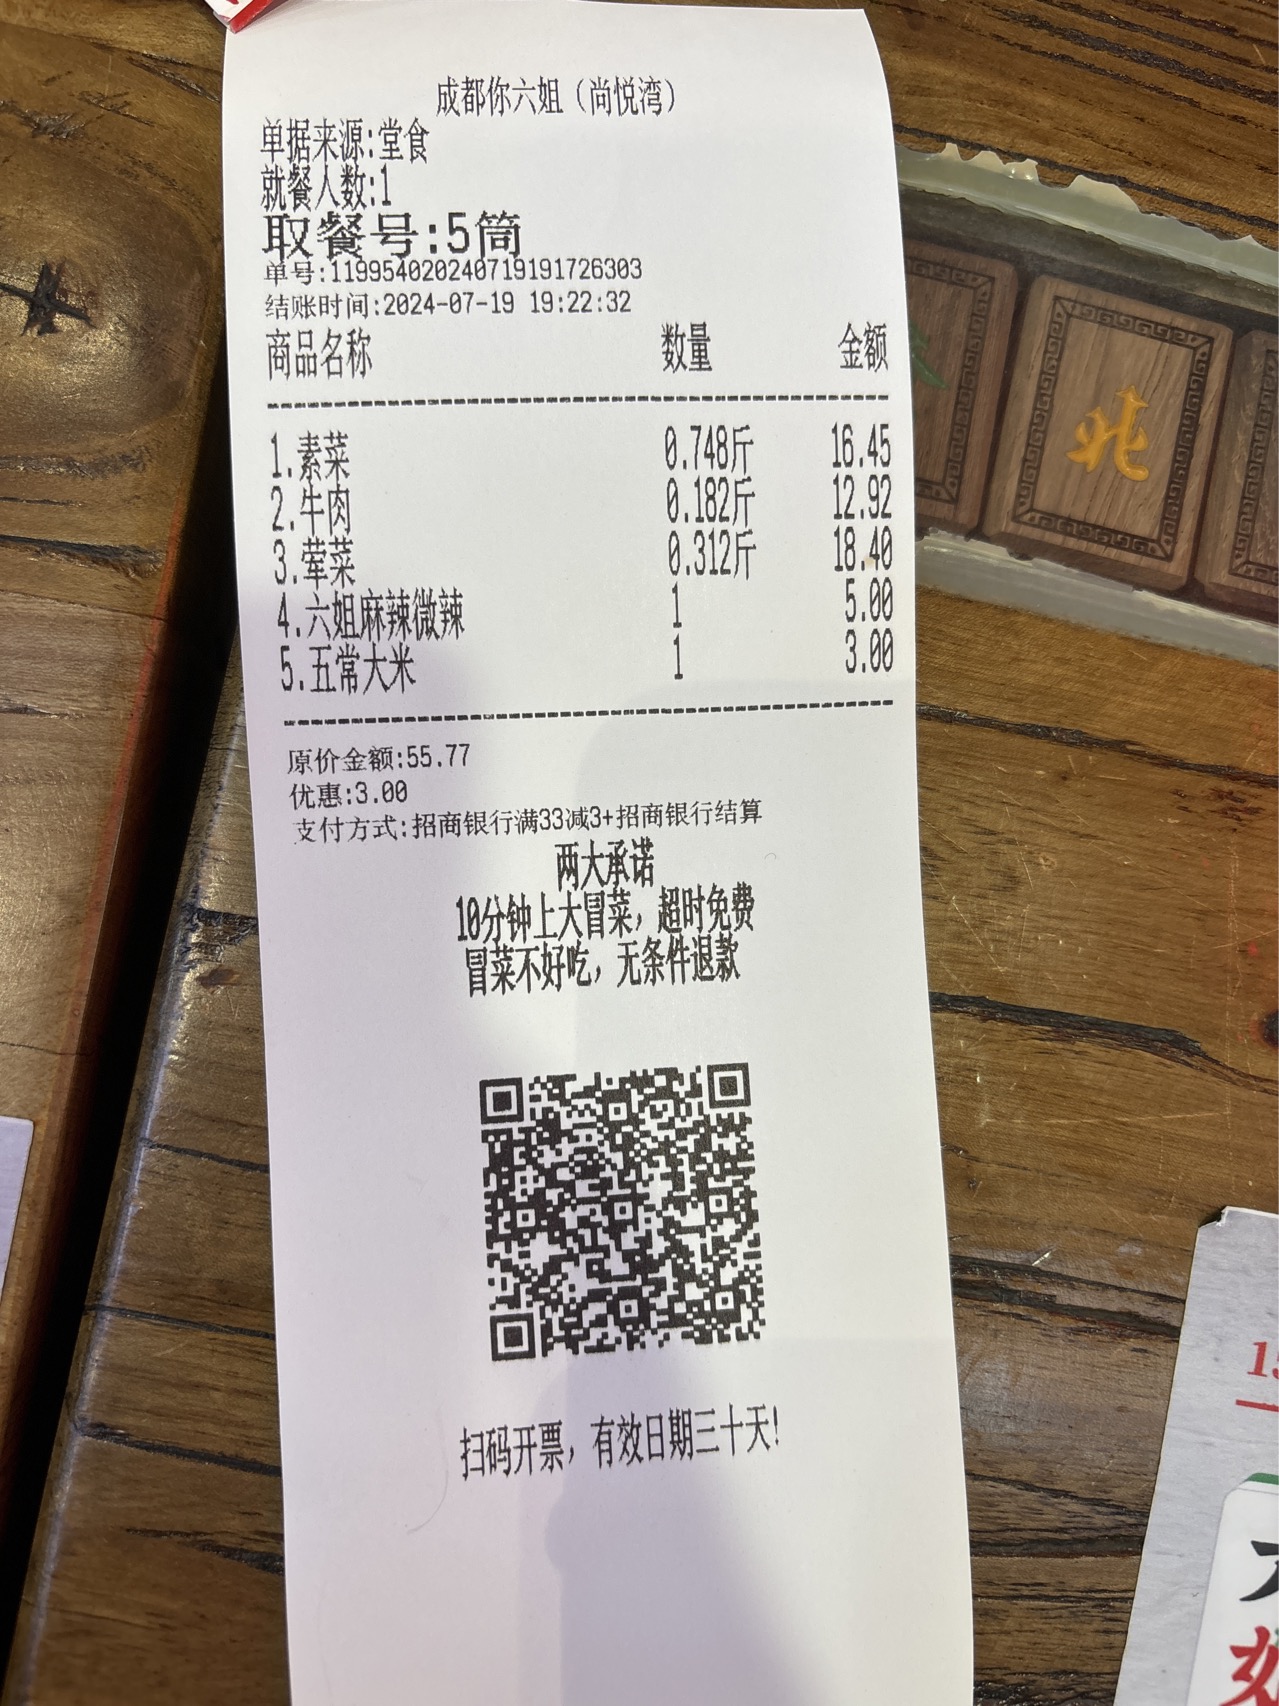 成都你六姐（尚悦湾）
单据来源:堂食
就餐人数:1
取餐号:5筒
单号:11995402024071919172​6303
结账时间:2024-07-19 19:22:32
商品名称 数量 金额
1.素菜 0.748斤 16.45
2.牛肉 0.182斤 12.92
3.荤菜 0.312斤 18.40
4.六姐麻辣微辣 1 5.00
5.五常大米 1 3.00
原价金额:55.77
优惠:3.00
支付方式:招商银行满33减3+招商银行结算
两大承诺
10分钟上大冒菜，超时免费
冒菜不好吃，无条件退款
扫码开票，有效日期三十天!
北